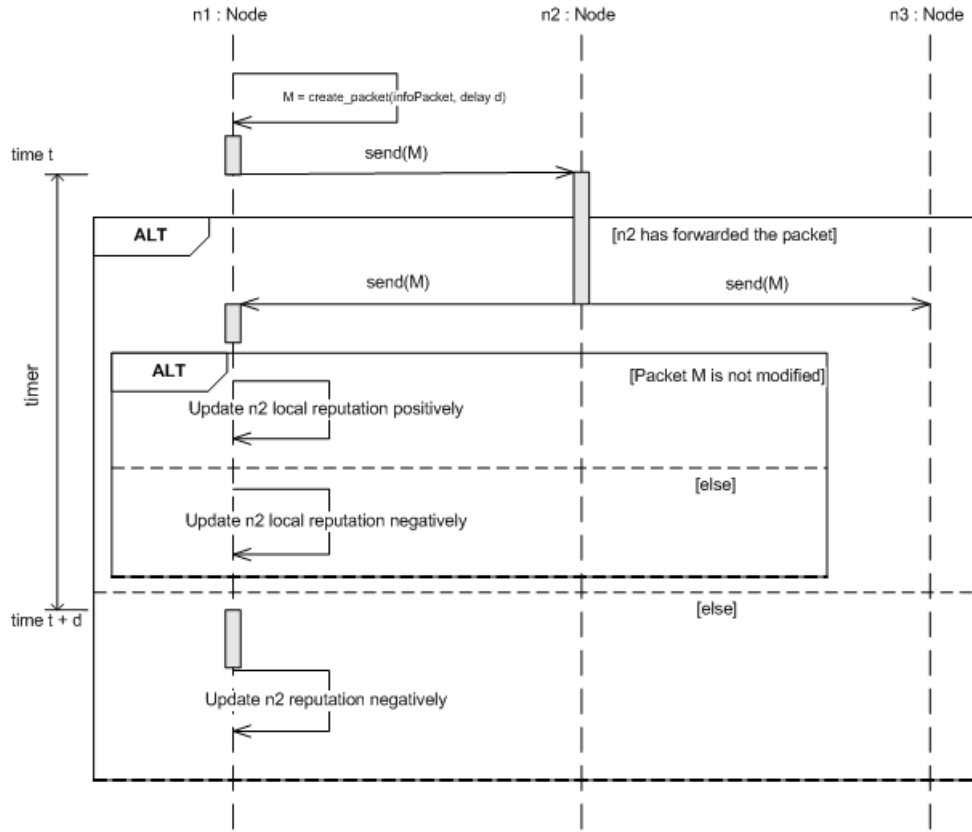 n1 : Node
n2 : Node
n3 : Node
M = create_packet(infoPacket, delay d)
time t
send(M)
ALT
[n2 has forwarded the packet]
send(M)
send(M)
ALT
[Packet M is not modified]
timer
Update n2 local reputation positively
[else]
Update n2 local reputation negatively
[else]
time t + d
Update n2 reputation negatively